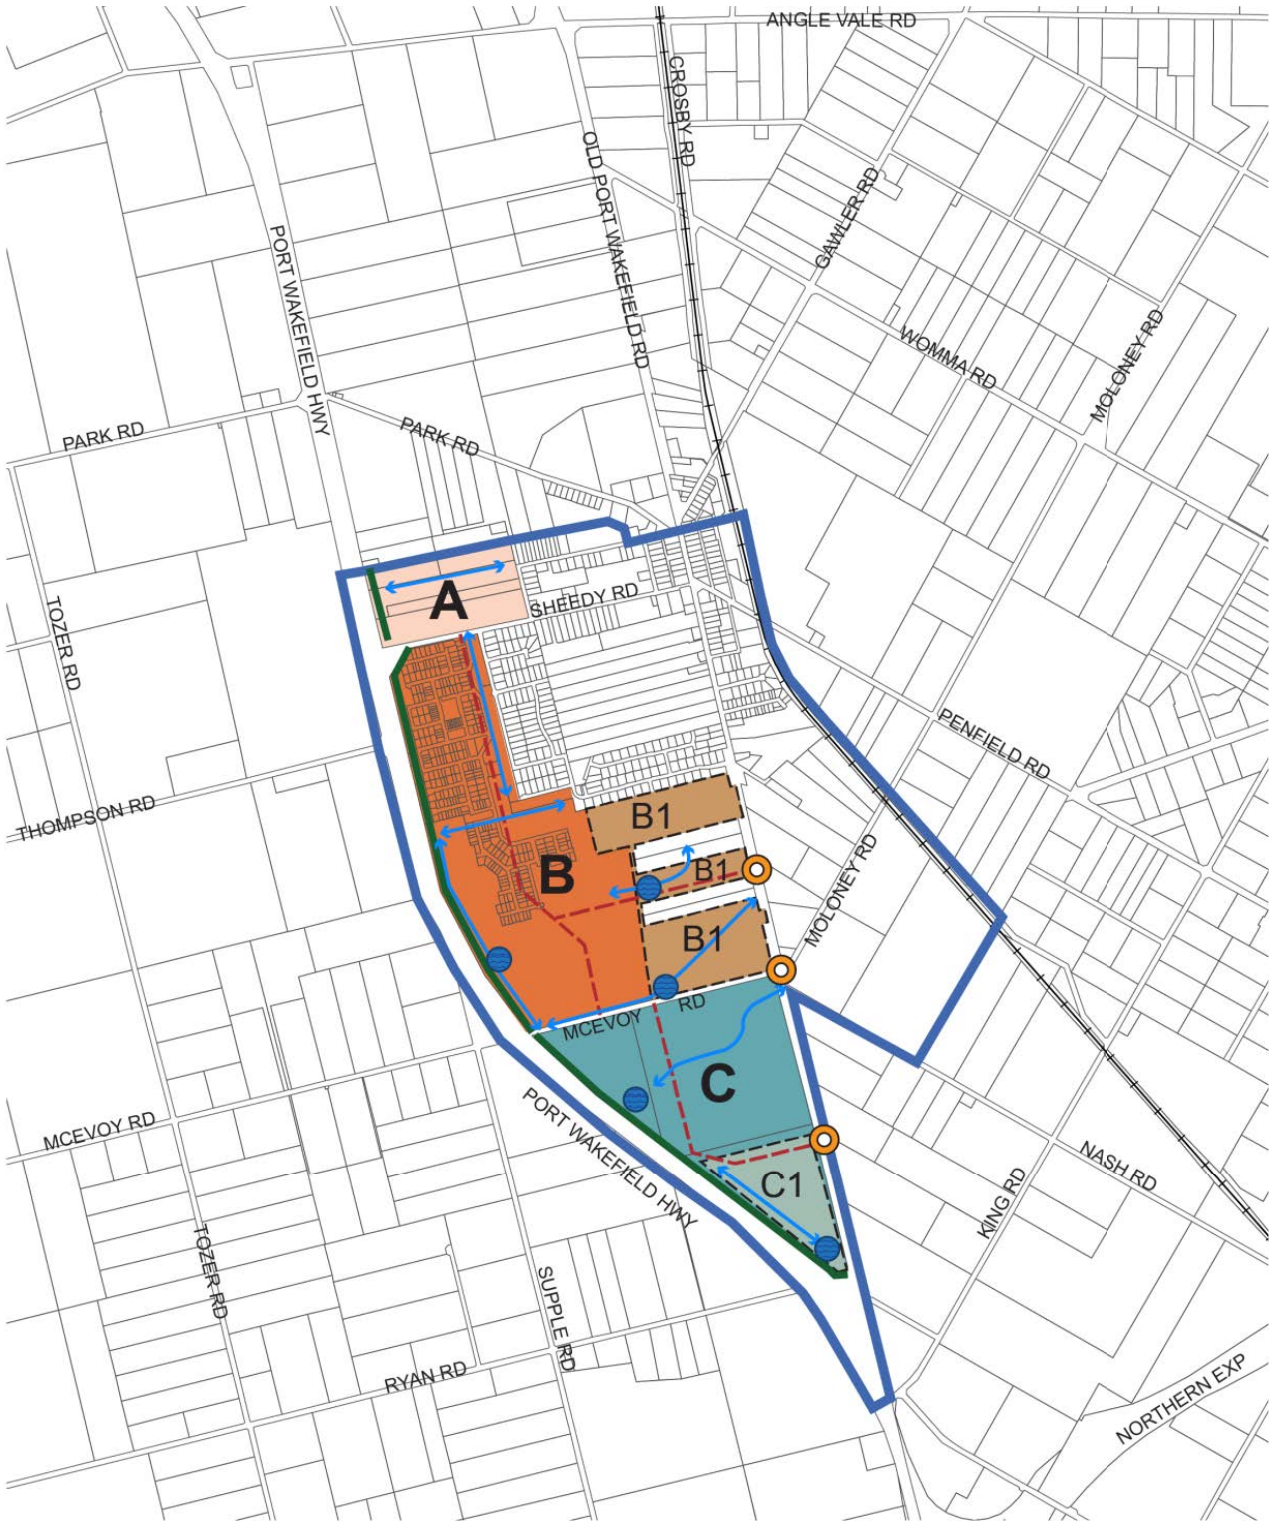 ANGLE VALE RD
CROSBY RD
OLD PORT WAKEFIELD RD
GAWLER RD
PORT WAKEFIELD HWY
WOMMA RD
MOLONEY RD
PARK RD
PARK RD
A
SHEEDY RD
TOZER RD
PENFIELD RD
THOMPSON RD
B1
B
B1
MOLONEY RD
B1
MCEVOY RD
C
MCEVOY RD
PORT WAKEFIELD HWY
C1
NASH RD
KING RD
TOZER RD
SUPPLE RD
RYAN RD
NORTHERN EXP